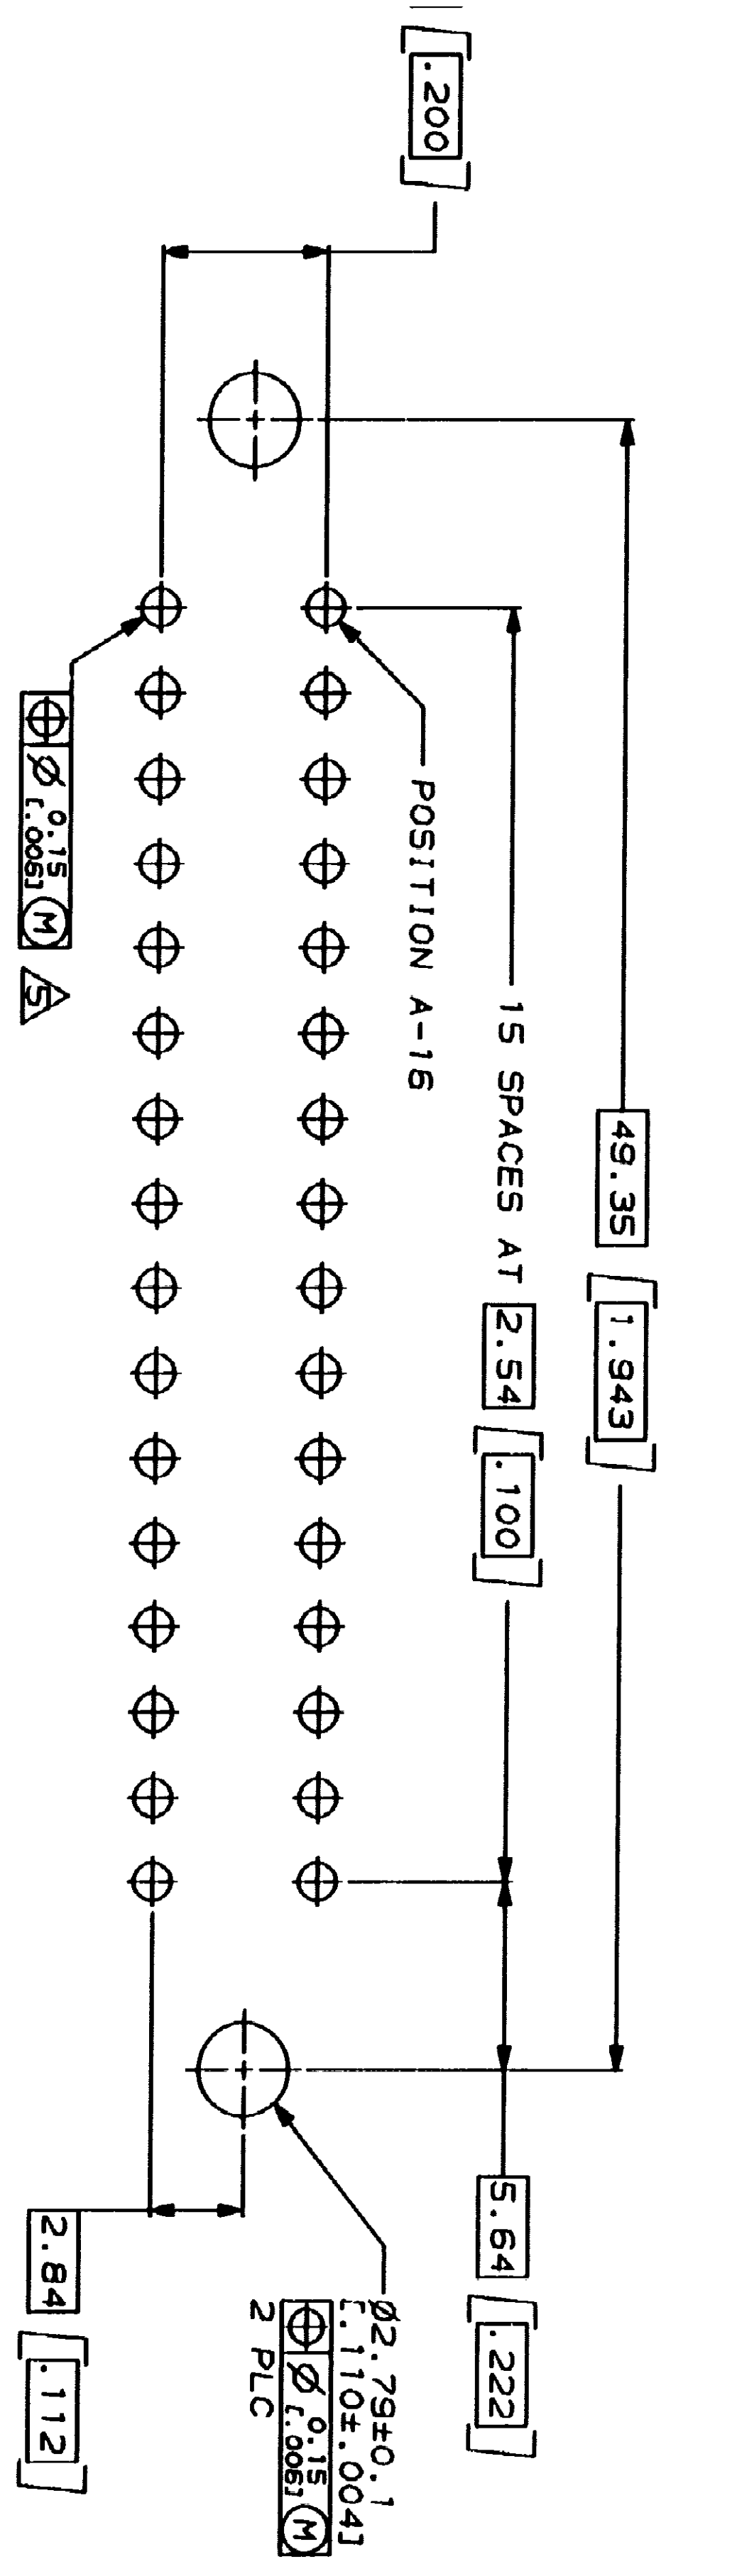 [.200]
49.35 [1.943]
15 SPACES AT 2.54 [.100]
5.64 [.222]
POSITION A-16
Ø2.79±0.1
[.110±.004]
⌖ Ø 0.15 Ⓜ
[.006]
2 PLC
⌖ Ø 0.15 Ⓜ 5
[.006]
2.84 [.112]